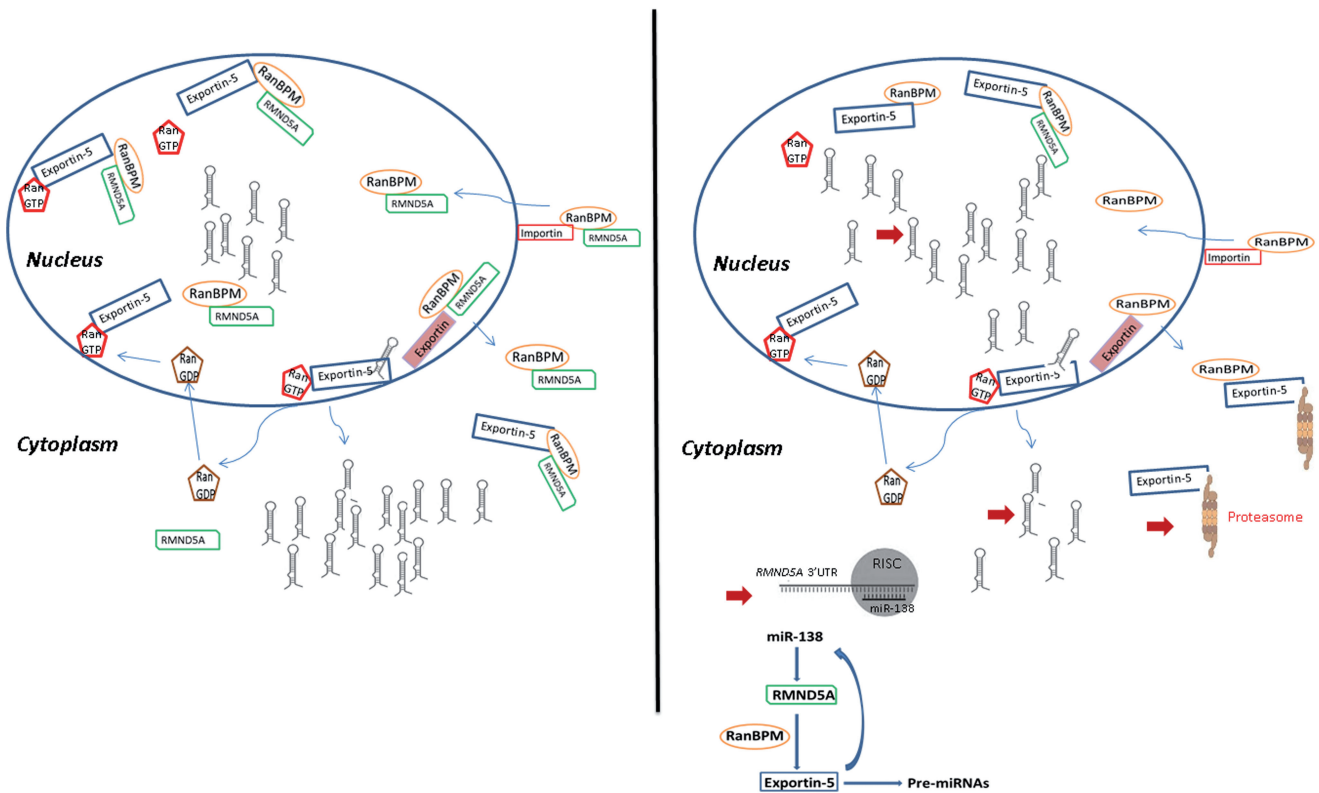 Exportin-5
RanBPM
RMND5A
Ran
GTP
Exportin-5
RanBPM
RMND5A
Ran
GTP
RanBPM
RMND5A
RanBPM
Importin
RMND5A
Nucleus
RanBPM
RMND5A
Exportin
Exportin-5
Ran
GTP
RanBPM
RMND5A
Ran
GDP
Ran
GTP
Exportin-5
RanBPM
RMND5A
Cytoplasm
Exportin-5
RanBPM
RMND5A
Ran
GDP
RMND5A
RanBPM
Exportin-5
Exportin-5
RanBPM
RMND5A
Ran
GTP
RanBPM
RanBPM
Importin
Nucleus
Exportin-5
Ran
GTP
RanBPM
Exportin
Ran
GDP
Ran
GTP
Exportin-5
RanBPM
Exportin-5
Cytoplasm
Ran
GDP
Exportin-5
Proteasome
RMND5A 3'UTR
RISC
miR-138
miR-138
RMND5A
RanBPM
Exportin-5
Pre-miRNAs